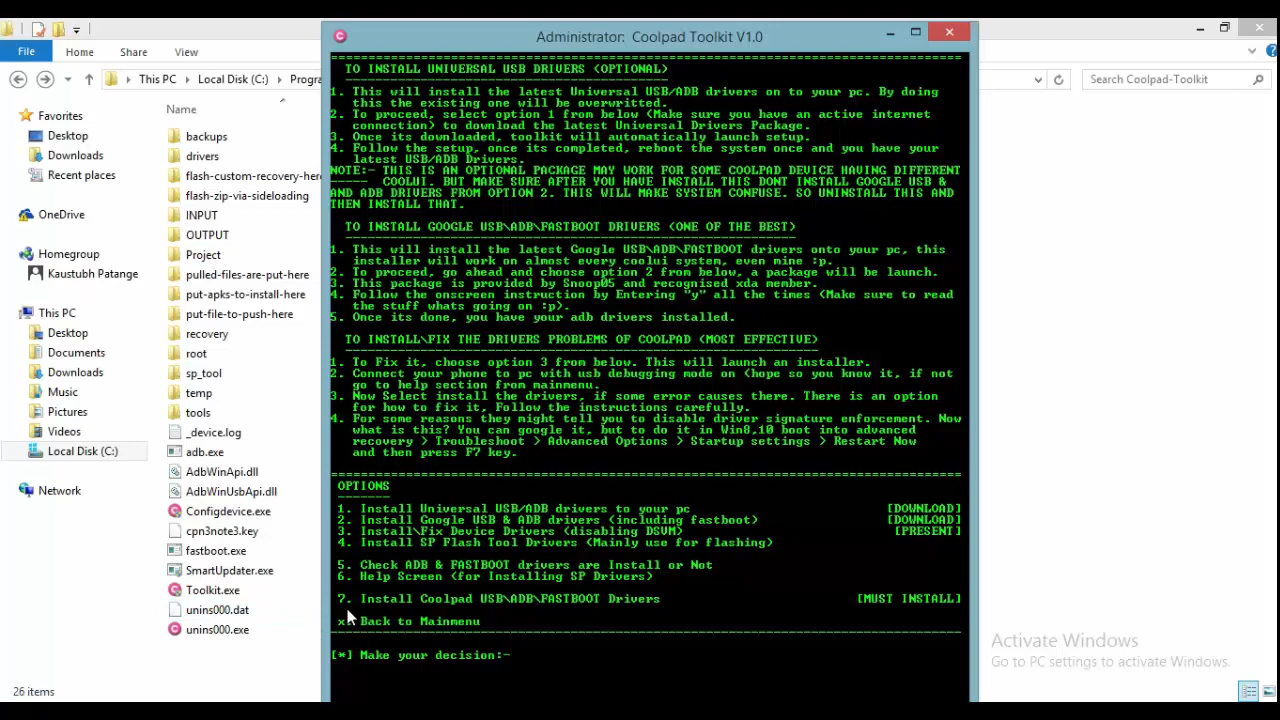 Administrator: Coolpad Toolkit V1.0
File
Home
Share
View
This PC
Local Disk (C:)
Progra
Search Coolpad-Toolkit
Favorites
Desktop
Downloads
Recent places
OneDrive
Homegroup
Kaustubh Patange
This PC
Desktop
Documents
Downloads
Music
Pictures
Videos
Local Disk (C:)
Network
Name
backups
drivers
flash-custom-recovery-here
flash-zip-via-sideloading
INPUT
OUTPUT
Project
pulled-files-are-put-here
put-apks-to-install-here
put-file-to-push-here
recovery
root
sp_tool
temp
tools
_device.log
adb.exe
AdbWinApi.dll
AdbWinUsbApi.dll
Configdevice.exe
cpn3note3.key
fastboot.exe
SmartUpdater.exe
Toolkit.exe
unins000.dat
unins000.exe
26 items
TO INSTALL UNIVERSAL USB DRIVERS (OPTIONAL)
1. This will install the latest Universal USB/ADB drivers on to your pc. By doing
this the existing one will be overwritted.
2. To proceed, select option 1 from below (Make sure you have an active internet
connection) to download the latest Universal Drivers Package.
3. Once its downloaded, toolkit will automatically launch setup.
4. Follow the setup, once its completed, reboot the system once and you have your
latest USB/ADB Drivers.
NOTE:- THIS IS AN OPTIONAL PACKAGE MAY WORK FOR SOME COOLPAD DEVICE HAVING DIFFERENT
----- COOLUI. BUT MAKE SURE AFTER YOU HAVE INSTALL THIS DONT INSTALL GOOGLE USB &
AND ADB DRIVERS FROM OPTION 2. THIS WILL MAKE SYSTEM CONFUSE. SO UNINSTALL THIS AND
THEN INSTALL THAT.
TO INSTALL GOOGLE USB\ADB\FASTBOOT DRIVERS (ONE OF THE BEST)
1. This will install the latest Google USB\ADB\FASTBOOT drivers onto your pc, this
installer will work on almost every coolui system, even mine :p.
2. To proceed, go ahead and choose option 2 from below, a package will be launch.
3. This package is provided by Snoop05 and recognised xda member.
4. Follow the onscreen instruction by Entering "y" all the times (Make sure to read
the stuff whats going on :p).
5. Once its done, you have your adb drivers installed.
TO INSTALL\FIX THE DRIVERS PROBLEMS OF COOLPAD (MOST EFFECTIVE)
1. To Fix it, choose option 3 from below. This will launch an installer.
2. Connect your phone to pc with usb debugging mode on (hope so you know it, if not
go to help section from mainmenu.
3. Now Select install the drivers, if some error causes there. There is an option
for how to fix it, Follow the instructions carefully.
4. For some reasons they might tell you to disable driver signature enforcement. Now
what is this? You can google it, but to do it in Win8,10 boot into advanced
recovery > Troubleshoot > Advanced Options > Startup settings > Restart Now
and then press F7 key.
OPTIONS
1. Install Universal USB/ADB drivers to your pc [DOWNLOAD]
2. Install Google USB & ADB drivers (including fastboot) [DOWNLOAD]
3. Install\Fix Device Drivers (disabling DSVM) [PRESENT]
4. Install SP Flash Tool Drivers (Mainly use for flashing)
5. Check ADB & FASTBOOT drivers are Install or Not
6. Help Screen (for Installing SP Drivers)
7. Install Coolpad USB\ADB\FASTBOOT Drivers [MUST INSTALL]
x. Back to Mainmenu
[*] Make your decision:-
Activate Windows
Go to PC settings to activate Windows.